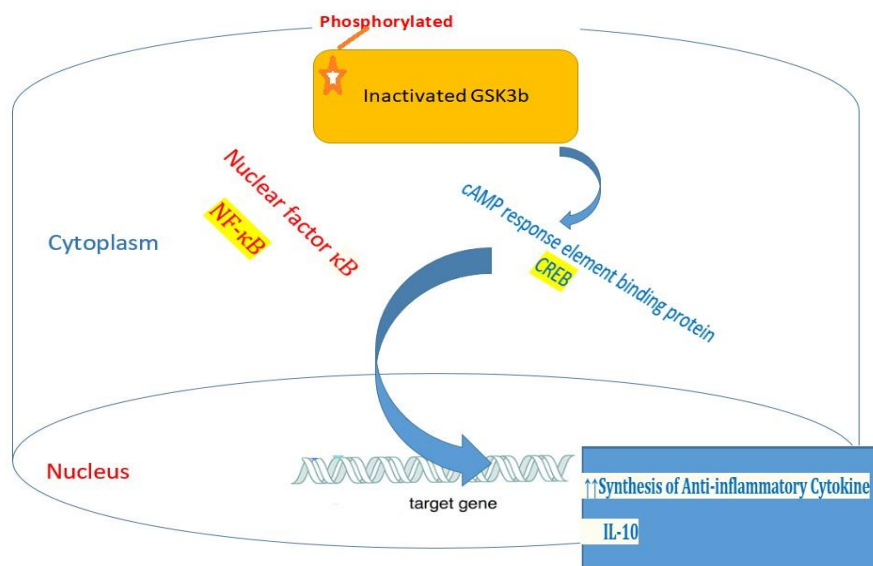 Phosphorylated
Inactivated GSK3b
Nuclear factor κB
NF-κB
cAMP response element binding protein
CREB
Cytoplasm
Nucleus
target gene
↑↑Synthesis of Anti-inflammatory Cytokine
IL-10